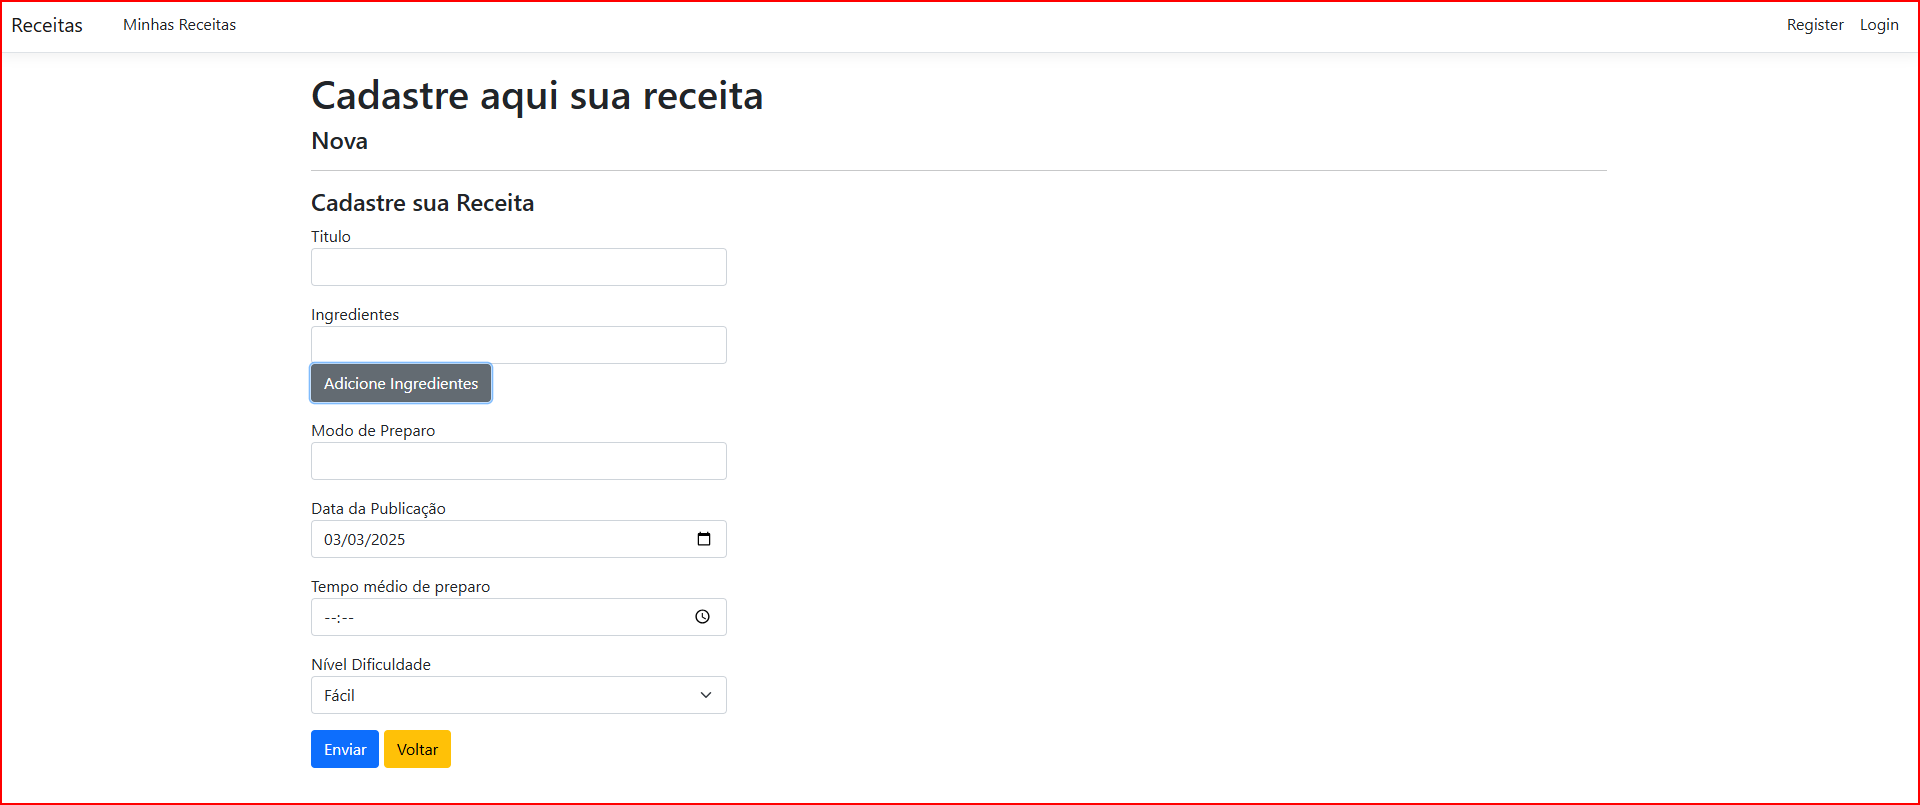 Receitas Minhas Receitas Register Login
Cadastre aqui sua receita
Nova
Cadastre sua Receita
Titulo
Ingredientes
Adicione Ingredientes
Modo de Preparo
Data da Publicação
03/03/2025
Tempo médio de preparo
--:--
Nível Dificuldade
Fácil
Enviar Voltar